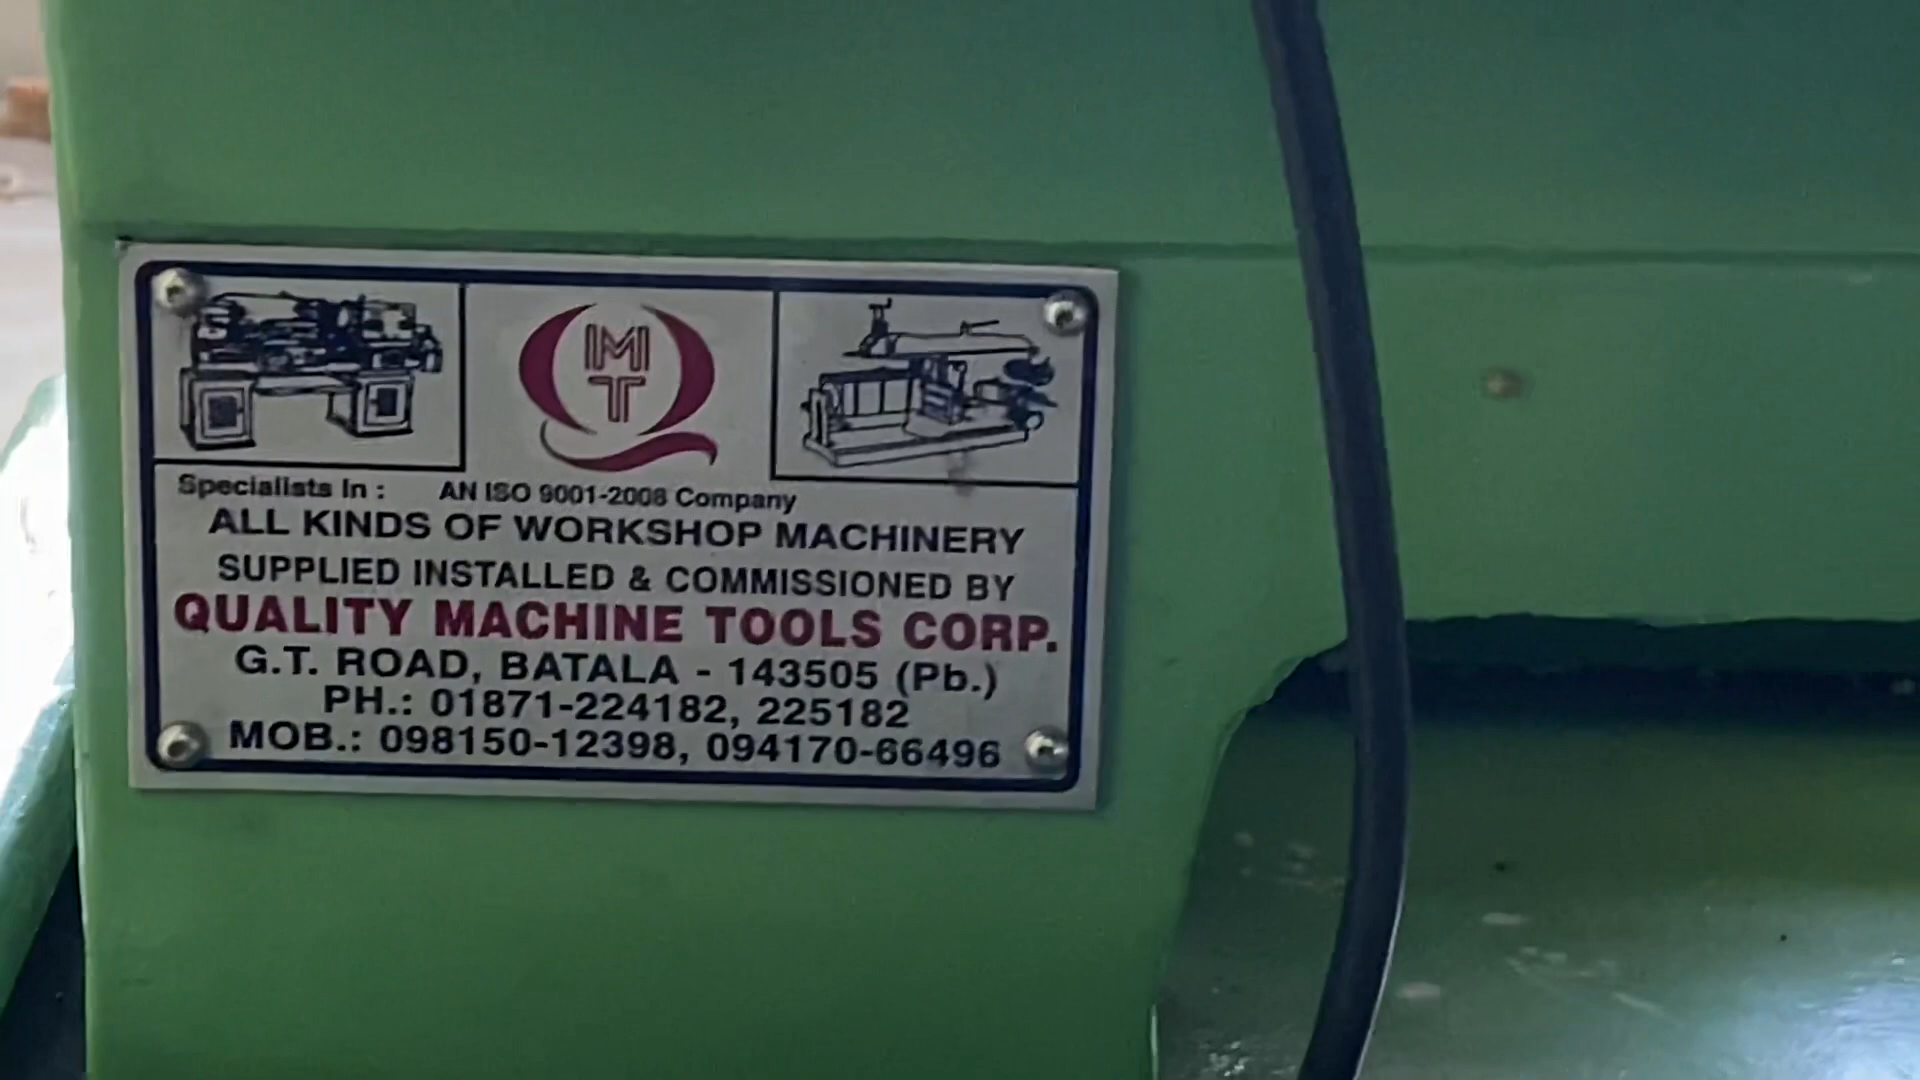 MT
Specialists In : AN ISO 9001-2008 Company
ALL KINDS OF WORKSHOP MACHINERY
SUPPLIED INSTALLED & COMMISSIONED BY
QUALITY MACHINE TOOLS CORP.
G.T. ROAD, BATALA - 143505 (Pb.)
PH.: 01871-224182, 225182
MOB.: 098150-12398, 094170-66496